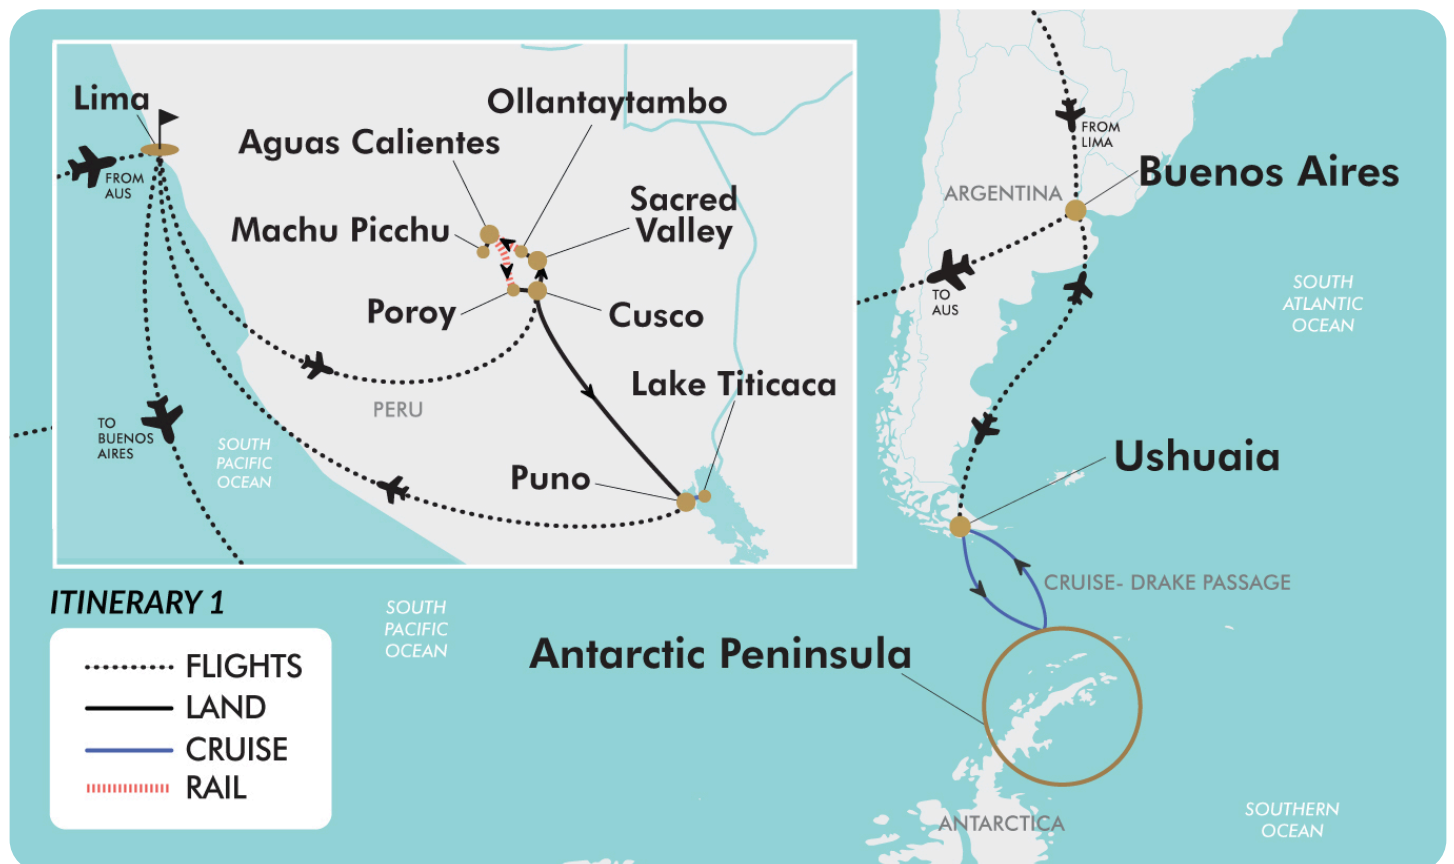 Lima
FROM
AUS
Ollantaytambo
Aguas Calientes
Sacred
Valley
Machu Picchu
Poroy
Cusco
Lake Titicaca
PERU
TO
BUENOS
AIRES
SOUTH
PACIFIC
OCEAN
Puno
FROM
LIMA
Buenos Aires
ARGENTINA
TO
AUS
SOUTH
ATLANTIC
OCEAN
Ushuaia
CRUISE- DRAKE PASSAGE
SOUTH
PACIFIC
OCEAN
Antarctic Peninsula
ANTARCTICA
SOUTHERN
OCEAN
ITINERARY 1
FLIGHTS
LAND
CRUISE
RAIL